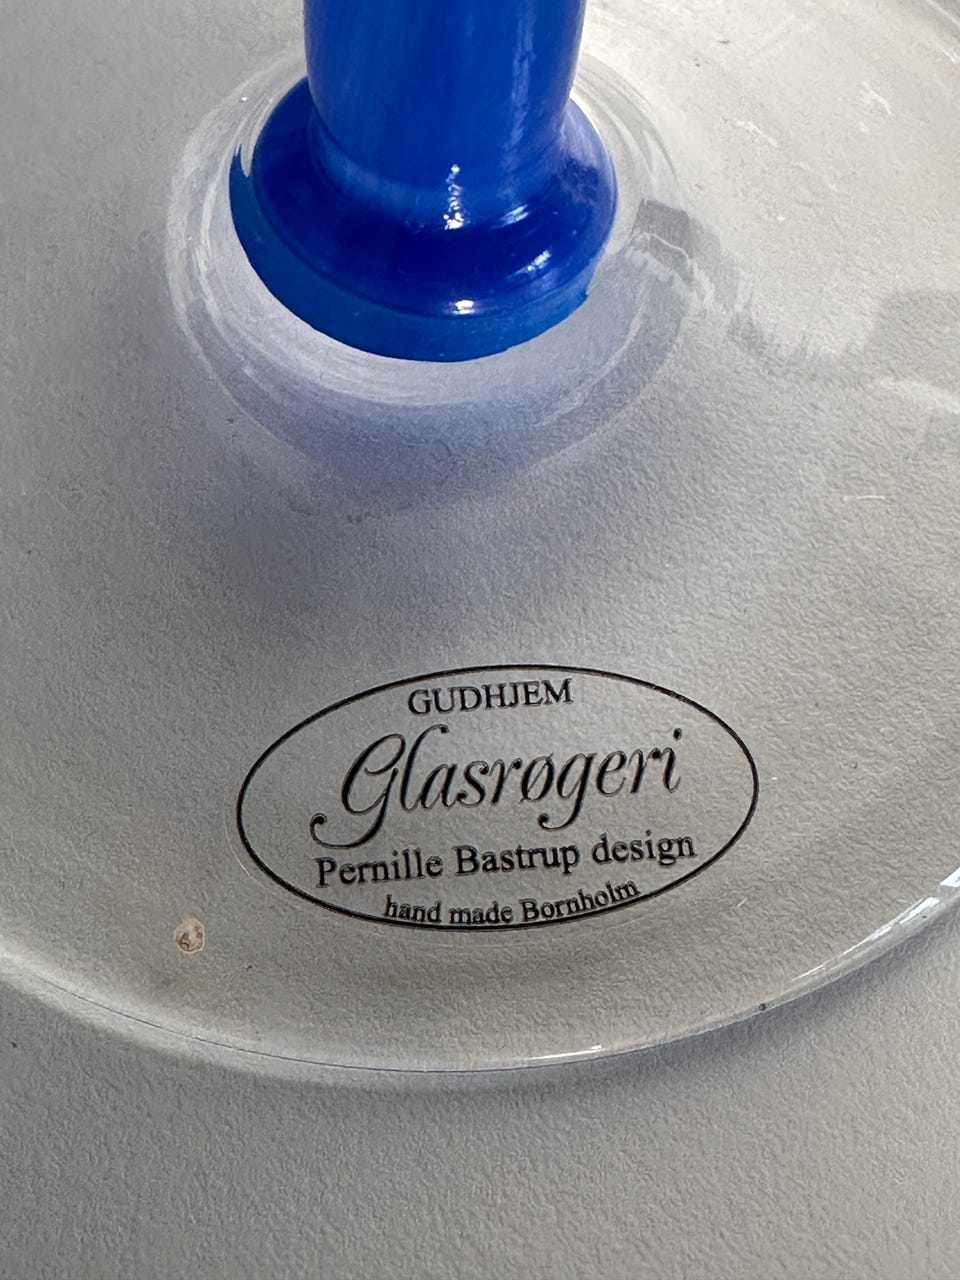 GUDHJEM
Glasrøgeri
Pernille Bastrup design
hand made Bornholm